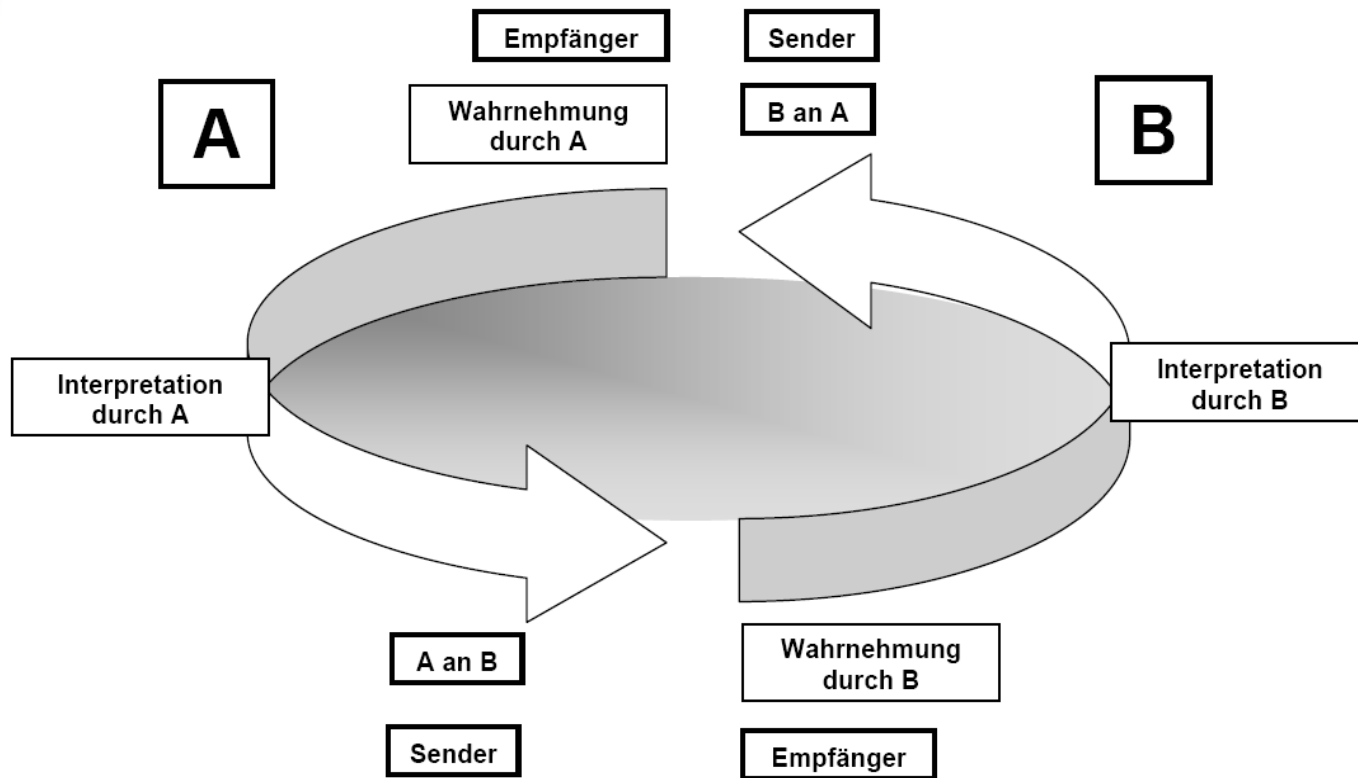 Empfänger
Sender
A
Wahrnehmung
durch A
B an A
B
Interpretation
durch A
Interpretation
durch B
A an B
Wahrnehmung
durch B
Sender
Empfänger